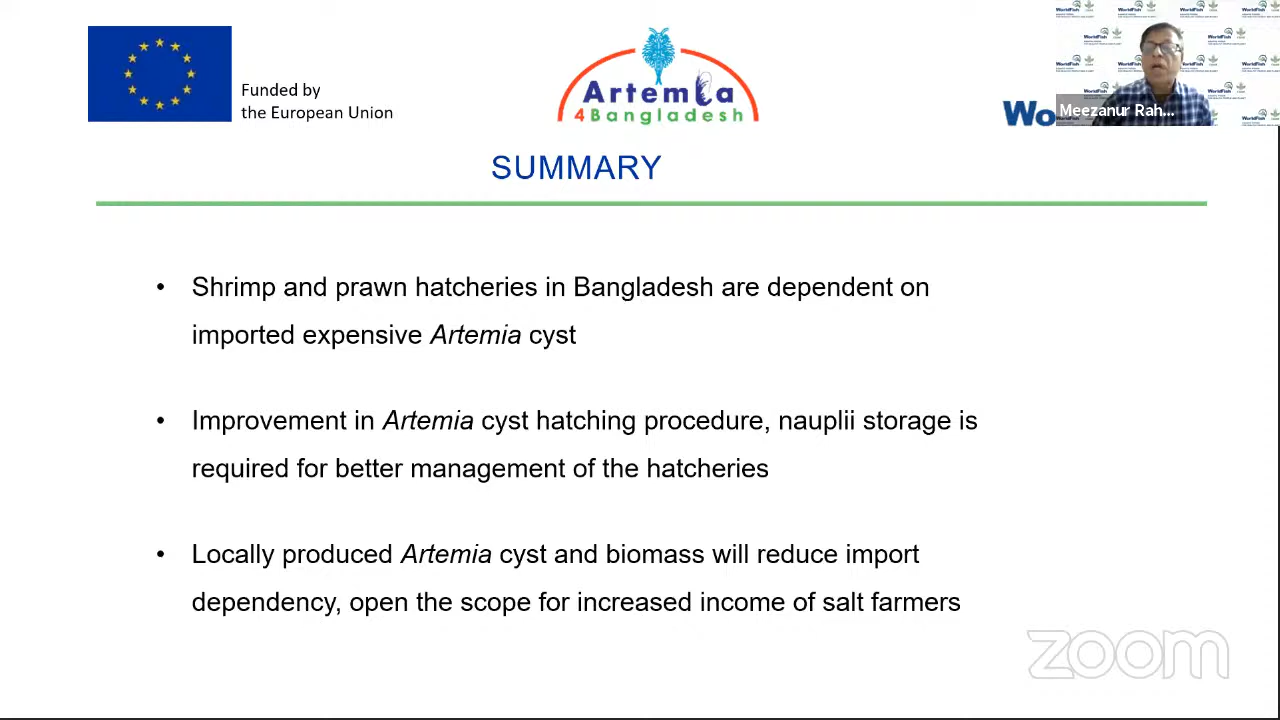 Funded by
the European Union
Artemia
4Bangladesh
WorldFish
Wo
Meezanur Rah...
SUMMARY
• Shrimp and prawn hatcheries in Bangladesh are dependent on
imported expensive Artemia cyst
• Improvement in Artemia cyst hatching procedure, nauplii storage is
required for better management of the hatcheries
• Locally produced Artemia cyst and biomass will reduce import
dependency, open the scope for increased income of salt farmers
zoom